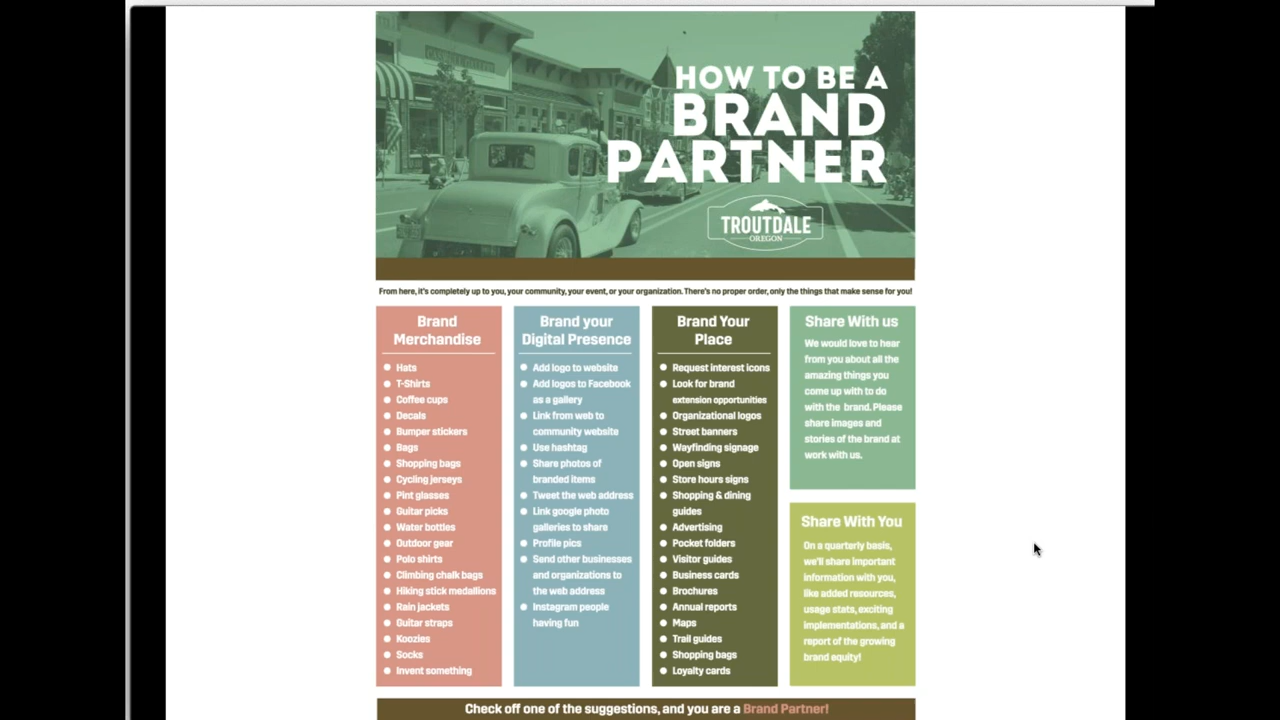 HOW TO BE A
BRAND
PARTNER
TROUTDALE
OREGON
From here, it's completely up to you, your community, your event, or your organization. There's no proper order, only the things that make sense for you!
Brand
Merchandise
Hats
T-Shirts
Coffee cups
Decals
Bumper stickers
Bags
Shopping bags
Cycling jerseys
Pint glasses
Guitar picks
Water bottles
Outdoor gear
Polo shirts
Climbing chalk bags
Hiking stick medallions
Rain jackets
Guitar straps
Koozies
Socks
Invent something
Brand your
Digital Presence
Add logo to website
Add logos to Facebook
as a gallery
Link from web to
community website
Use hashtag
Share photos of
branded items
Tweet the web address
Link google photo
galleries to share
Profile pics
Send other businesses
and organizations to
the web address
Instagram people
having fun
Brand Your
Place
Request interest icons
Look for brand
extension opportunities
Organizational logos
Street banners
Wayfinding signage
Open signs
Store hours signs
Shopping & dining
guides
Advertising
Pocket folders
Visitor guides
Business cards
Brochures
Annual reports
Maps
Trail guides
Shopping bags
Loyalty cards
Share With us
We would love to hear
from you about all the
amazing things you
come up with to do
with the brand. Please
share images and
stories of the brand at
work with us.
Share With You
On a quarterly basis,
we'll share important
information with you,
like added resources,
usage stats, exciting
implementations, and a
report of the growing
brand equity!
Check off one of the suggestions, and you are a Brand Partner!